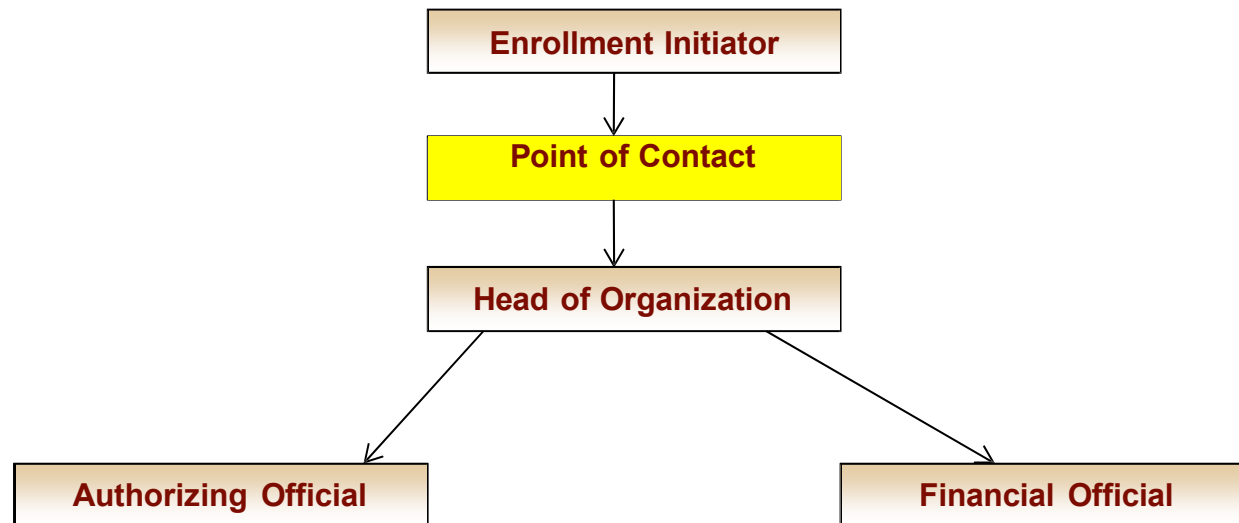 Enrollment Initiator
Point of Contact
Head of Organization
Authorizing Official
Financial Official